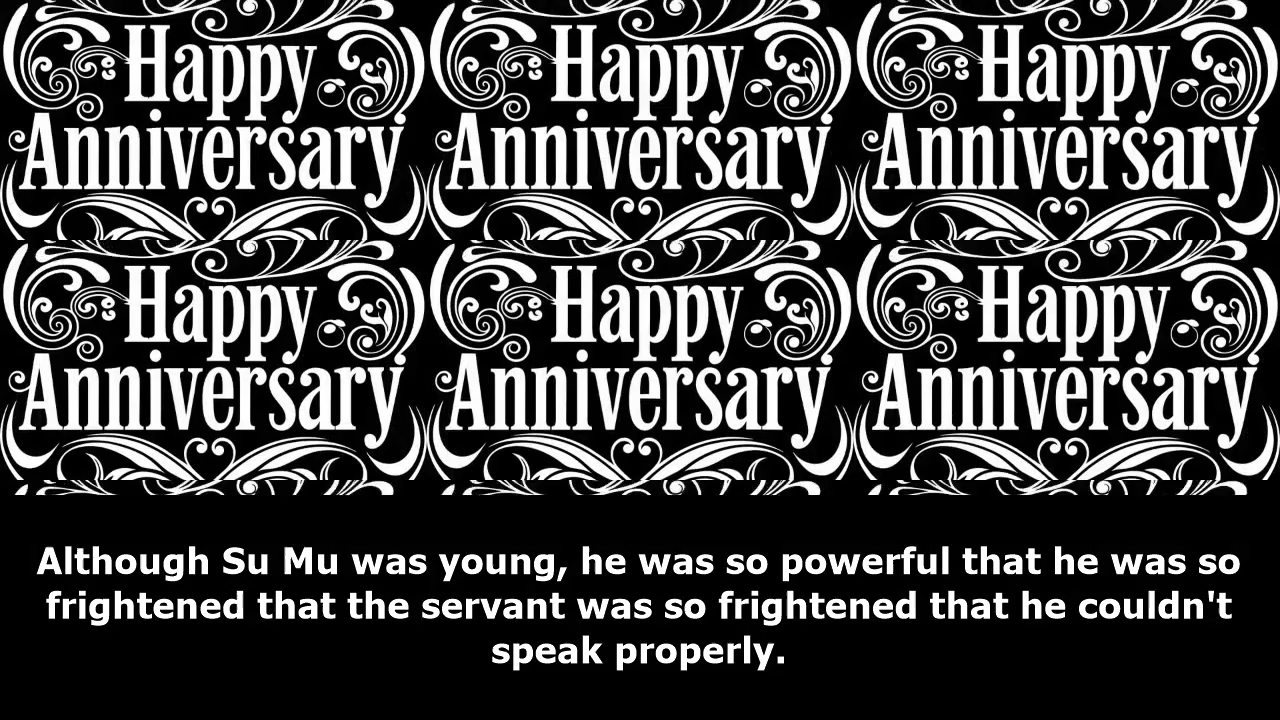 Happy Happy Happy
Anniversary Anniversary Anniversary
Happy Happy Happy
Anniversary Anniversary Anniversary
Although Su Mu was young, he was so powerful that he was so
frightened that the servant was so frightened that he couldn't
speak properly.